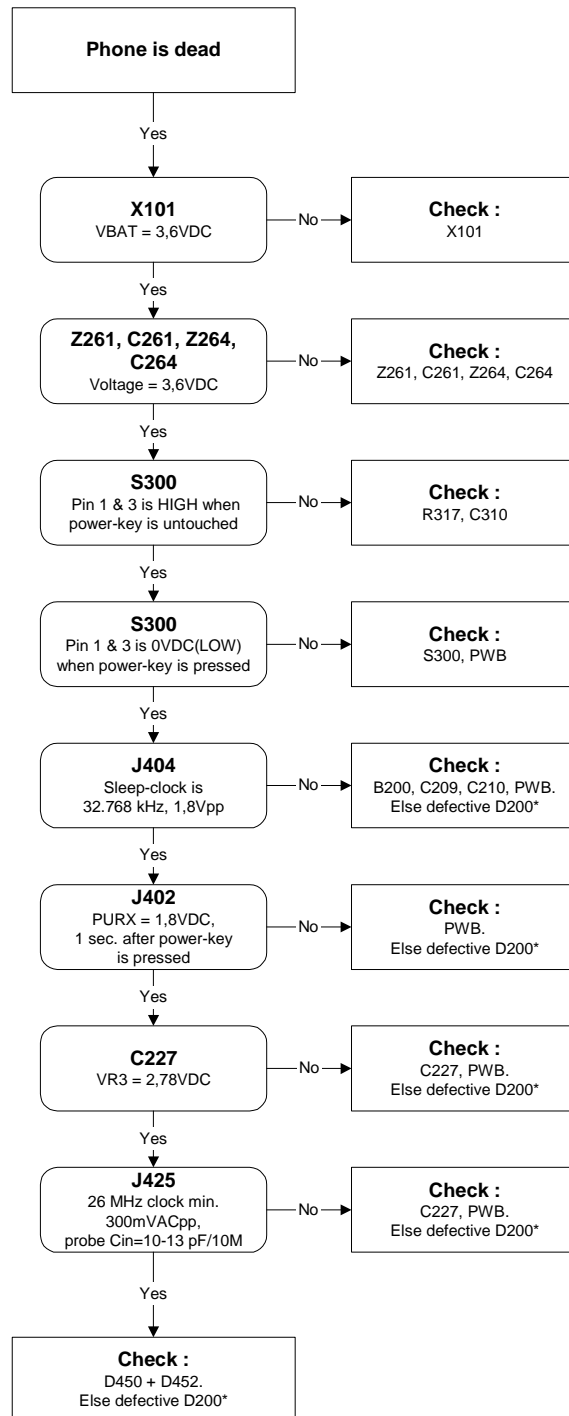 Phone is dead
Yes
X101
VBAT = 3,6VDC
No
Check :
X101
Yes
Z261, C261, Z264,
C264
Voltage = 3,6VDC
No
Check :
Z261, C261, Z264, C264
Yes
S300
Pin 1 & 3 is HIGH when
power-key is untouched
No
Check :
R317, C310
Yes
S300
Pin 1 & 3 is 0VDC(LOW)
when power-key is pressed
No
Check :
S300, PWB
Yes
J404
Sleep-clock is
32.768 kHz, 1,8Vpp
No
Check :
B200, C209, C210, PWB.
Else defective D200*
Yes
J402
PURX = 1,8VDC,
1 sec. after power-key
is pressed
No
Check :
PWB.
Else defective D200*
Yes
C227
VR3 = 2,78VDC
No
Check :
C227, PWB.
Else defective D200*
Yes
J425
26 MHz clock min.
300mVACpp,
probe Cin=10-13 pF/10M
No
Check :
C227, PWB.
Else defective D200*
Yes
Check :
D450 + D452.
Else defective D200*